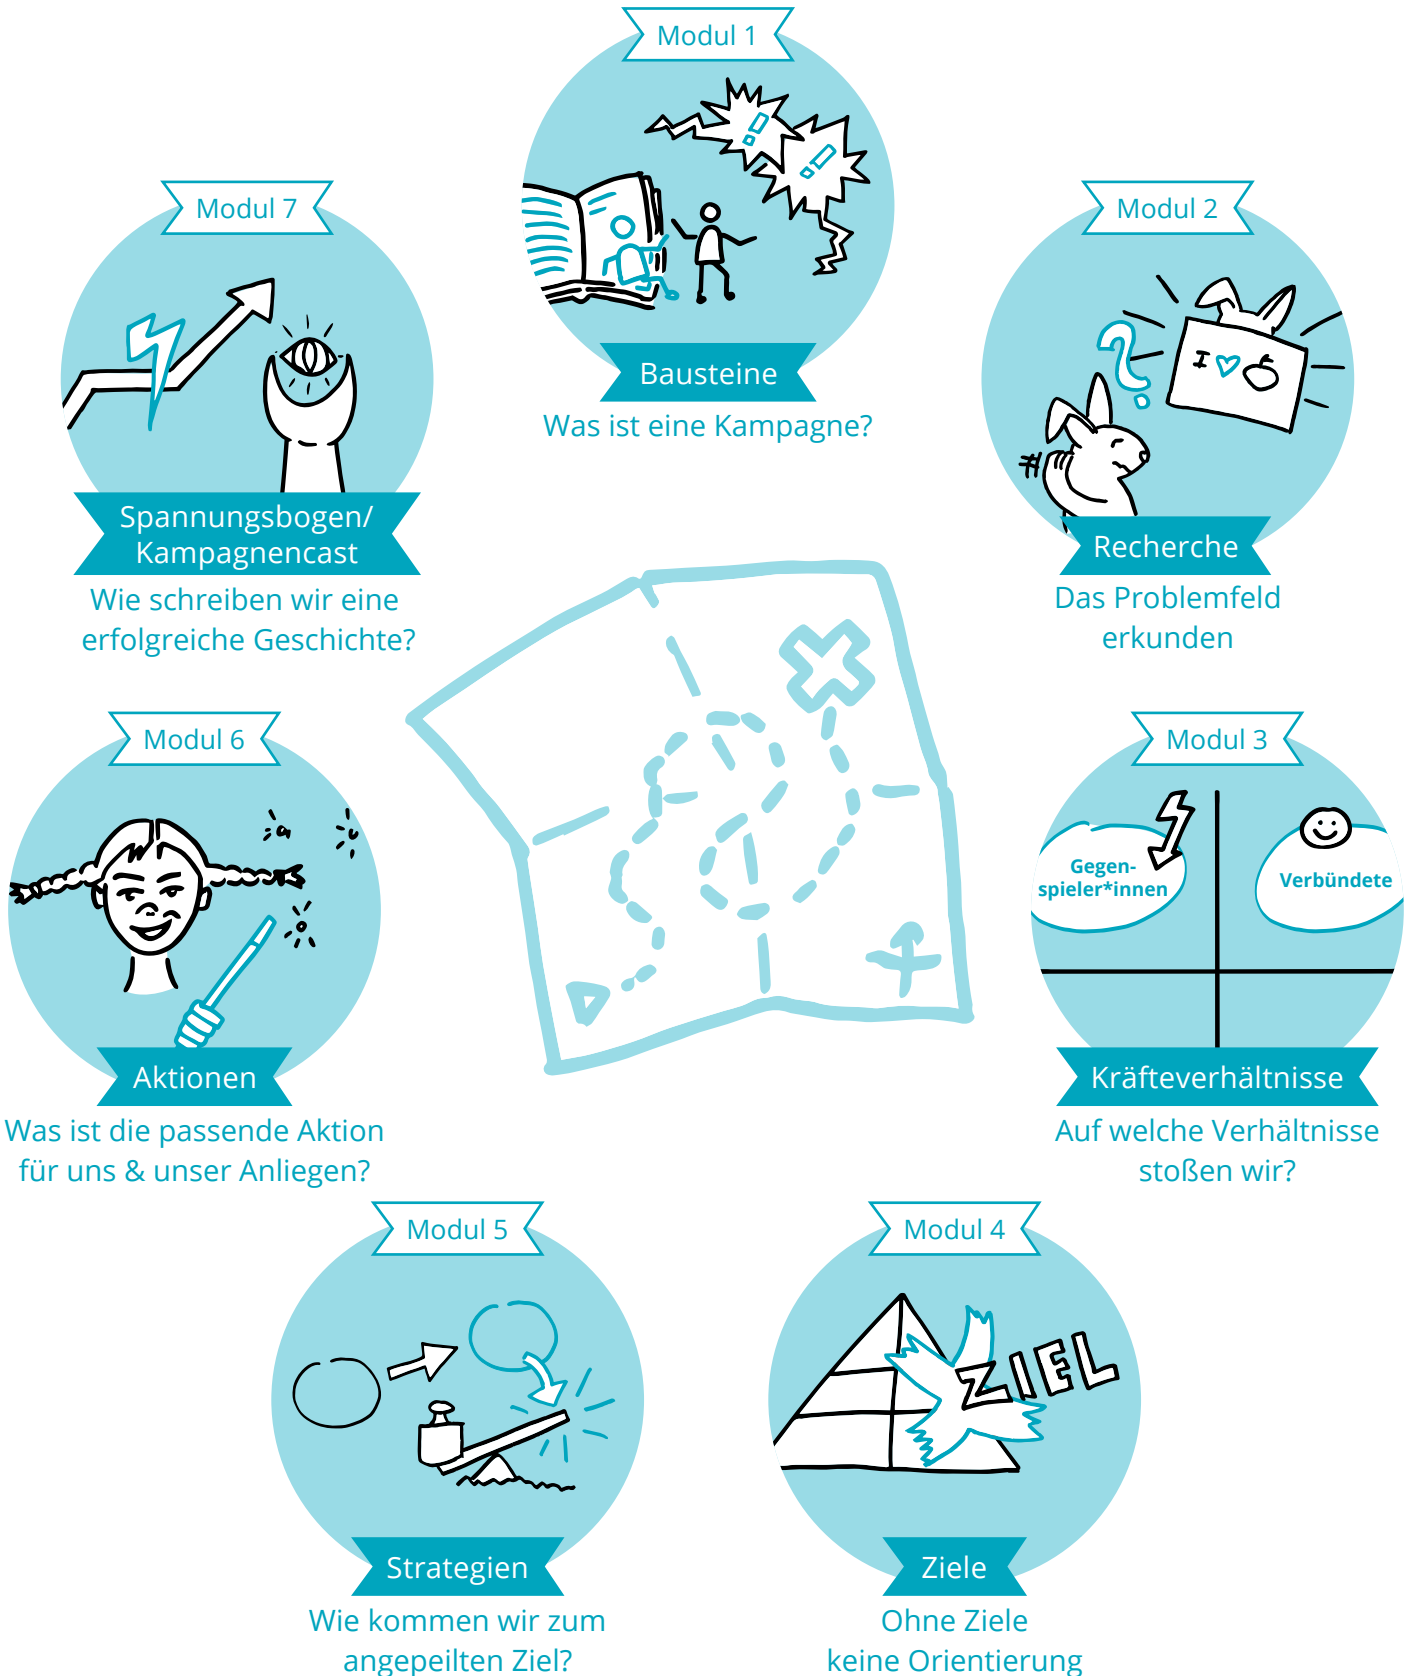 Modul 1
Bausteine
Was ist eine Kampagne?
Modul 2
I
Recherche
Das Problemfeld
erkunden
Modul 3
Gegen-
spieler*innen
Verbündete
Kräfteverhältnisse
Auf welche Verhältnisse
stoßen wir?
Modul 4
ZIEL
Ziele
Ohne Ziele
keine Orientierung
Modul 5
Strategien
Wie kommen wir zum
angepeilten Ziel?
Modul 6
Aktionen
Was ist die passende Aktion
für uns & unser Anliegen?
Modul 7
Spannungsbogen/
Kampagnencast
Wie schreiben wir eine
erfolgreiche Geschichte?